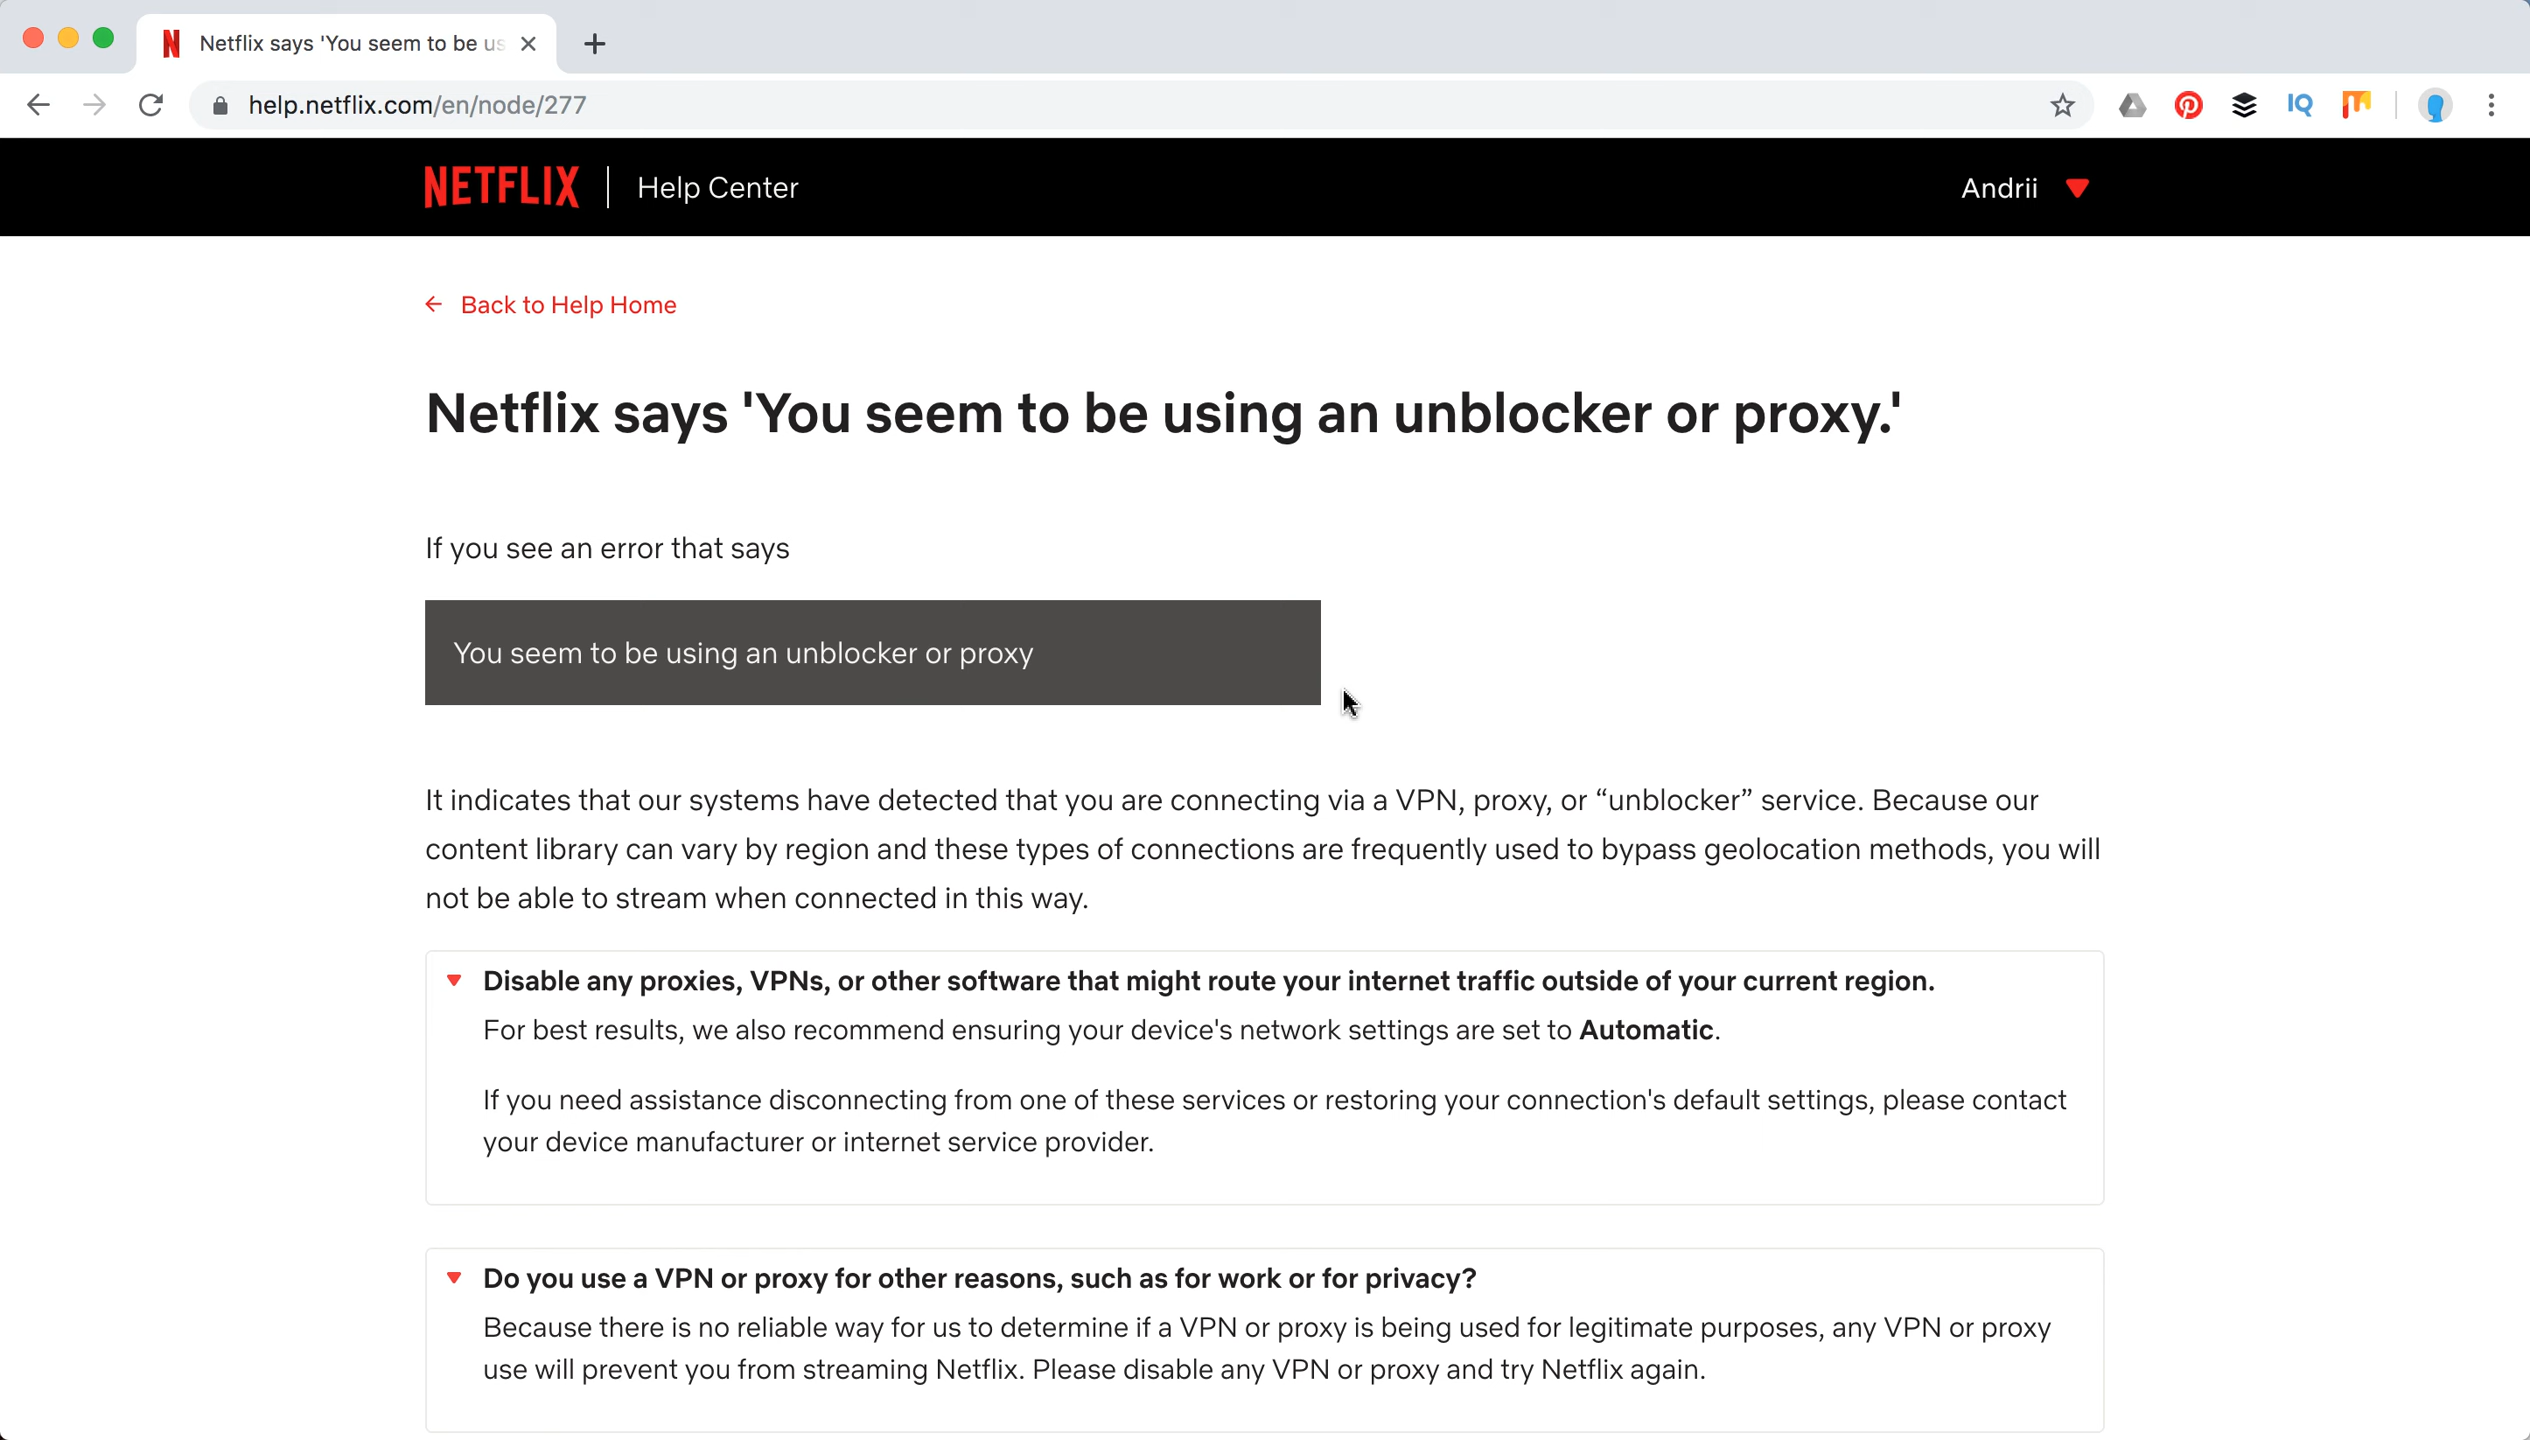 Netflix says 'You seem to be us
help.netflix.com/en/node/277
IQ
NETFLIX | Help Center
Andrii
Back to Help Home
Netflix says 'You seem to be using an unblocker or proxy.'
If you see an error that says
You seem to be using an unblocker or proxy
It indicates that our systems have detected that you are connecting via a VPN, proxy, or “unblocker” service. Because our
content library can vary by region and these types of connections are frequently used to bypass geolocation methods, you will
not be able to stream when connected in this way.
Disable any proxies, VPNs, or other software that might route your internet traffic outside of your current region.
For best results, we also recommend ensuring your device's network settings are set to Automatic.
If you need assistance disconnecting from one of these services or restoring your connection's default settings, please contact
your device manufacturer or internet service provider.
Do you use a VPN or proxy for other reasons, such as for work or for privacy?
Because there is no reliable way for us to determine if a VPN or proxy is being used for legitimate purposes, any VPN or proxy
use will prevent you from streaming Netflix. Please disable any VPN or proxy and try Netflix again.